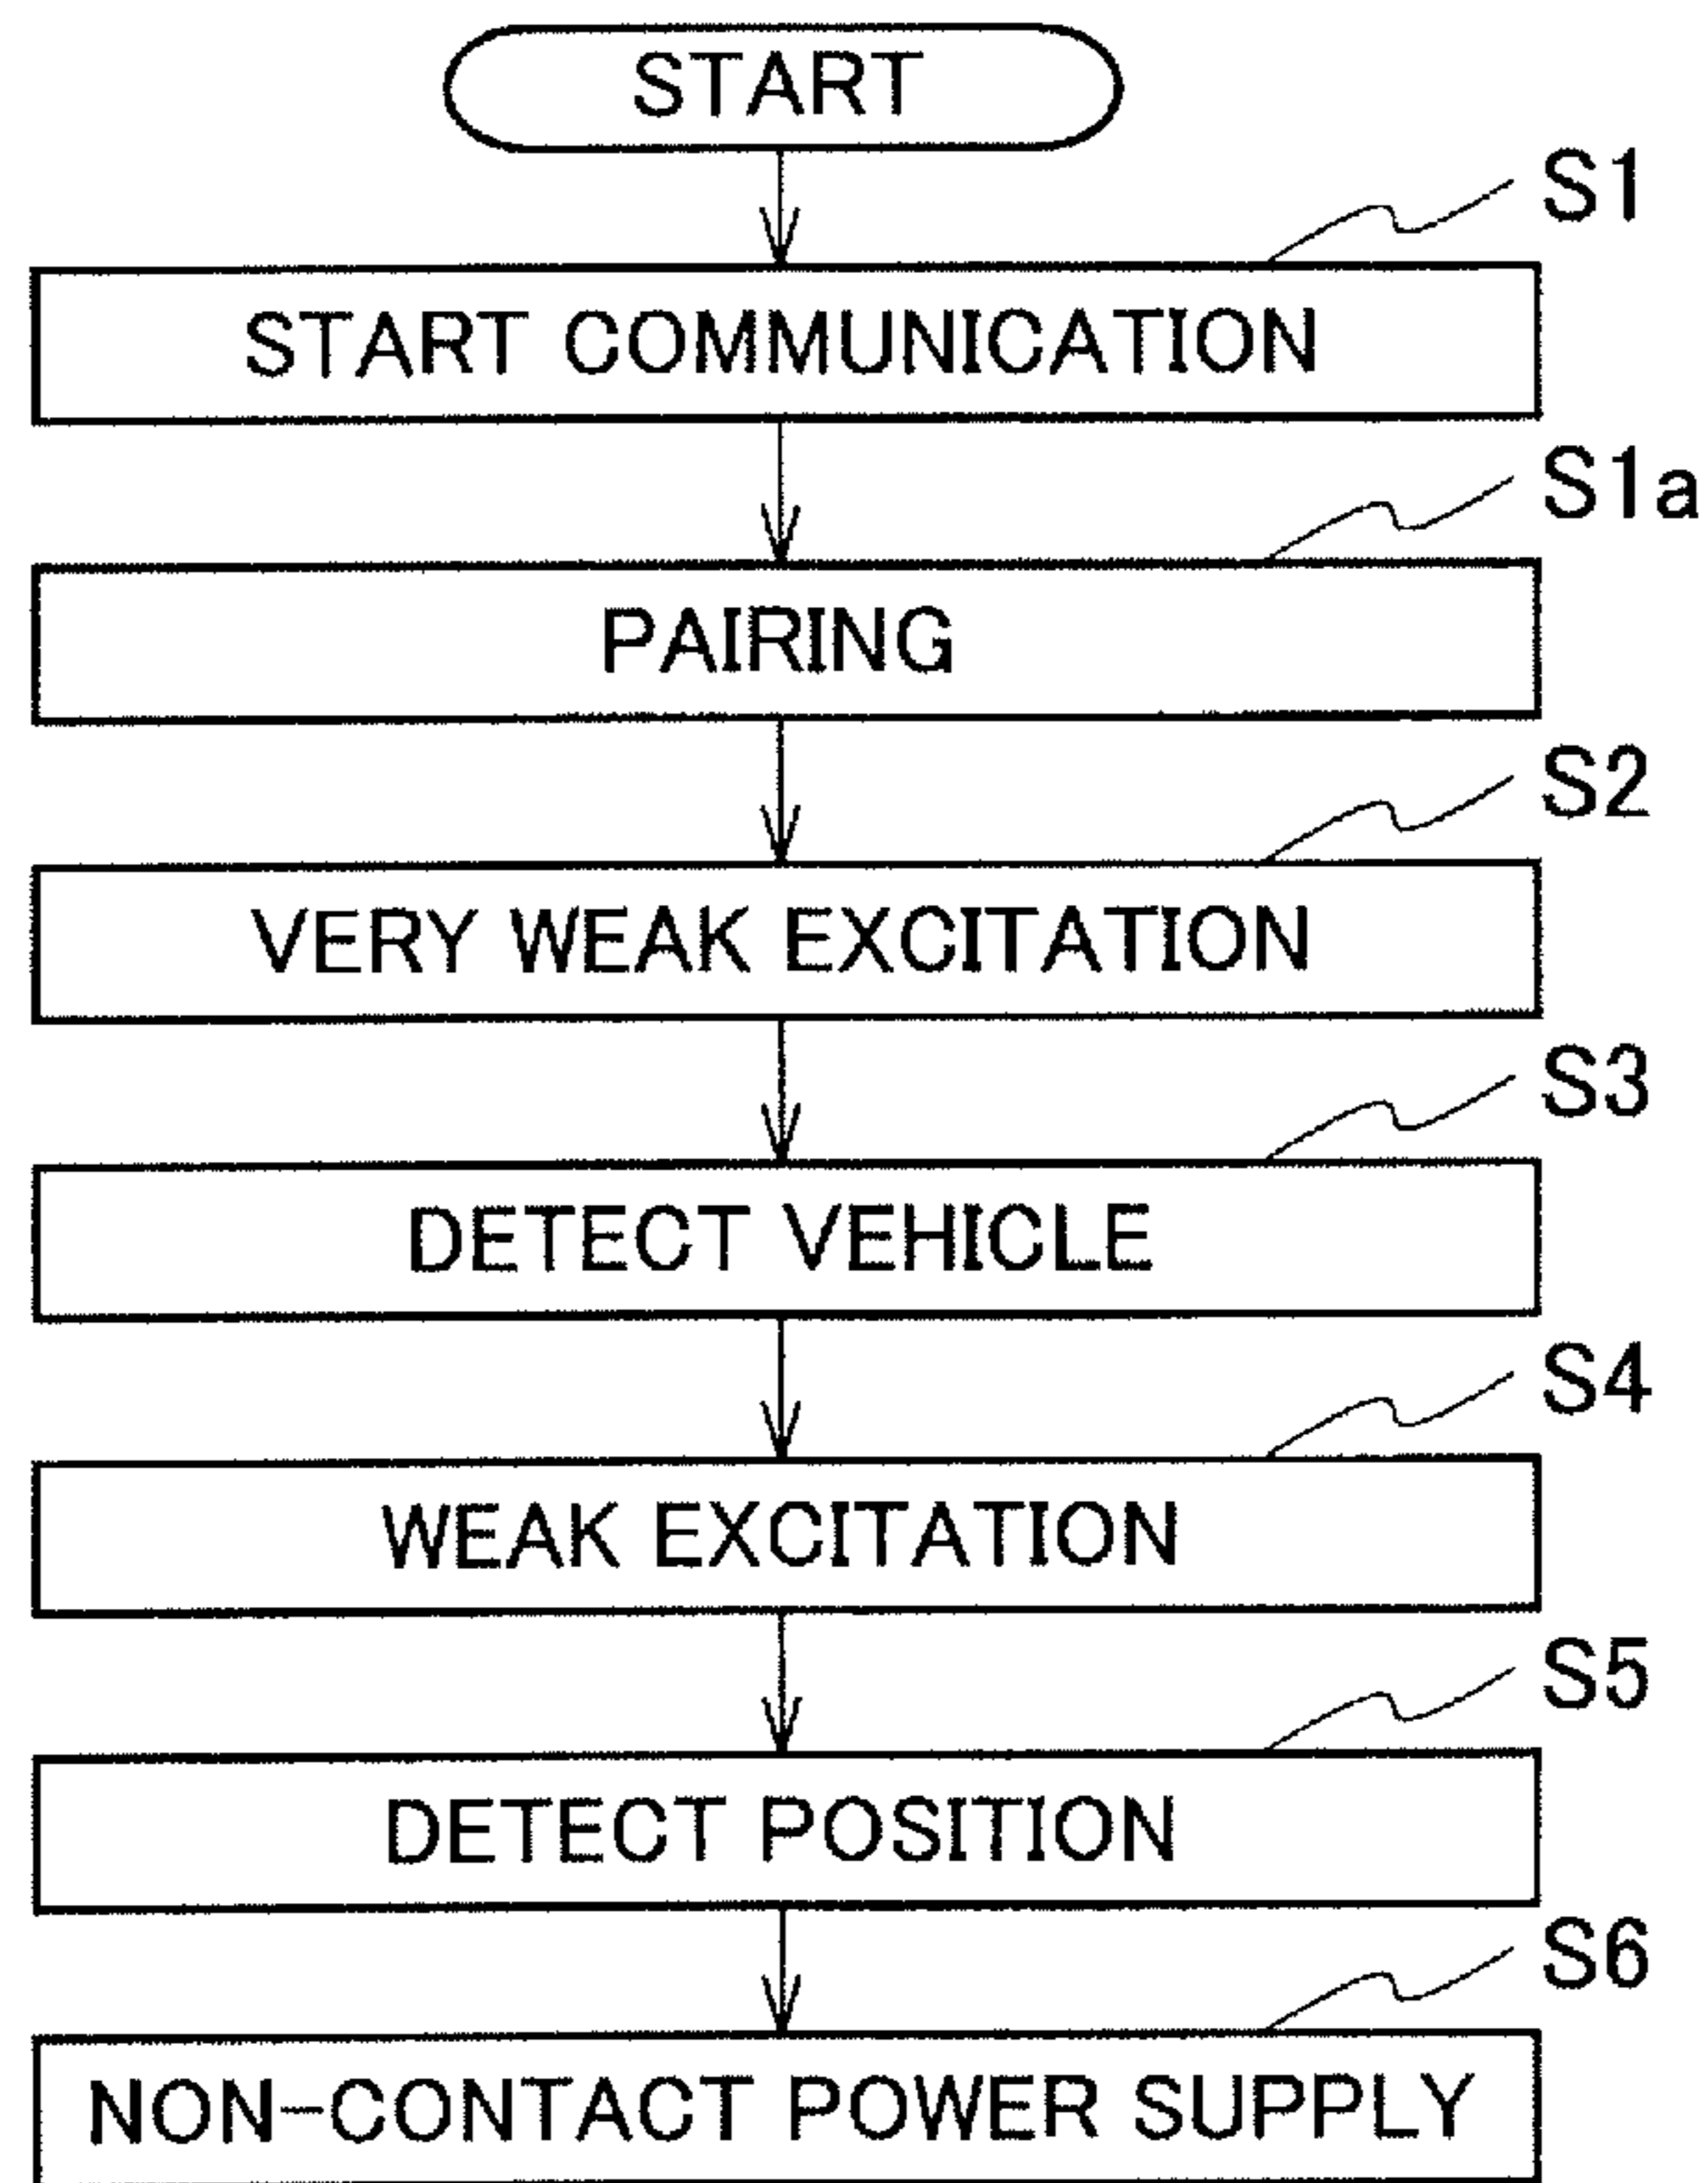 START
S1
START COMMUNICATION
S1a
PAIRING
S2
VERY WEAK EXCITATION
S3
DETECT VEHICLE
S4
WEAK EXCITATION
S5
DETECT POSITION
S6
NON-CONTACT POWER SUPPLY